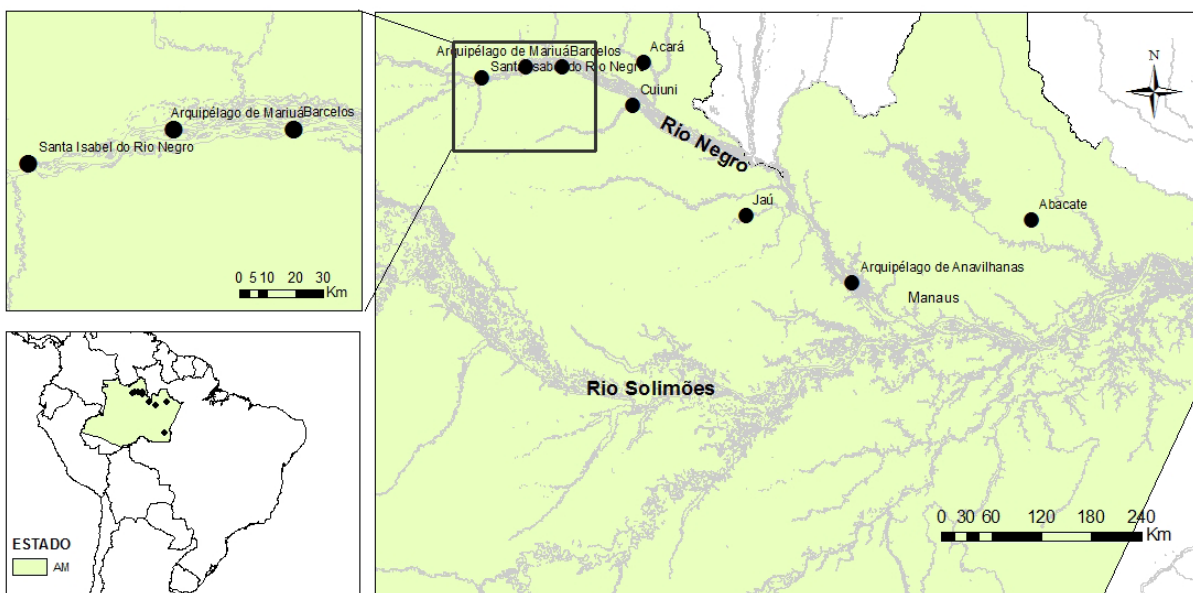 Arquipélago de Mariuá
Barcelos
Santa Isabel do Rio Negro
0 5 10 20 30
Km
ESTADO
AM
Arquipélago de Mariuá
Barcelos
Santa Isabel do Rio Negro
Acará
Cuiuni
N
Rio Negro
Jaú
Abacate
Arquipélago de Anavilhanas
Manaus
Rio Solimões
0 30 60 120 180 240
Km